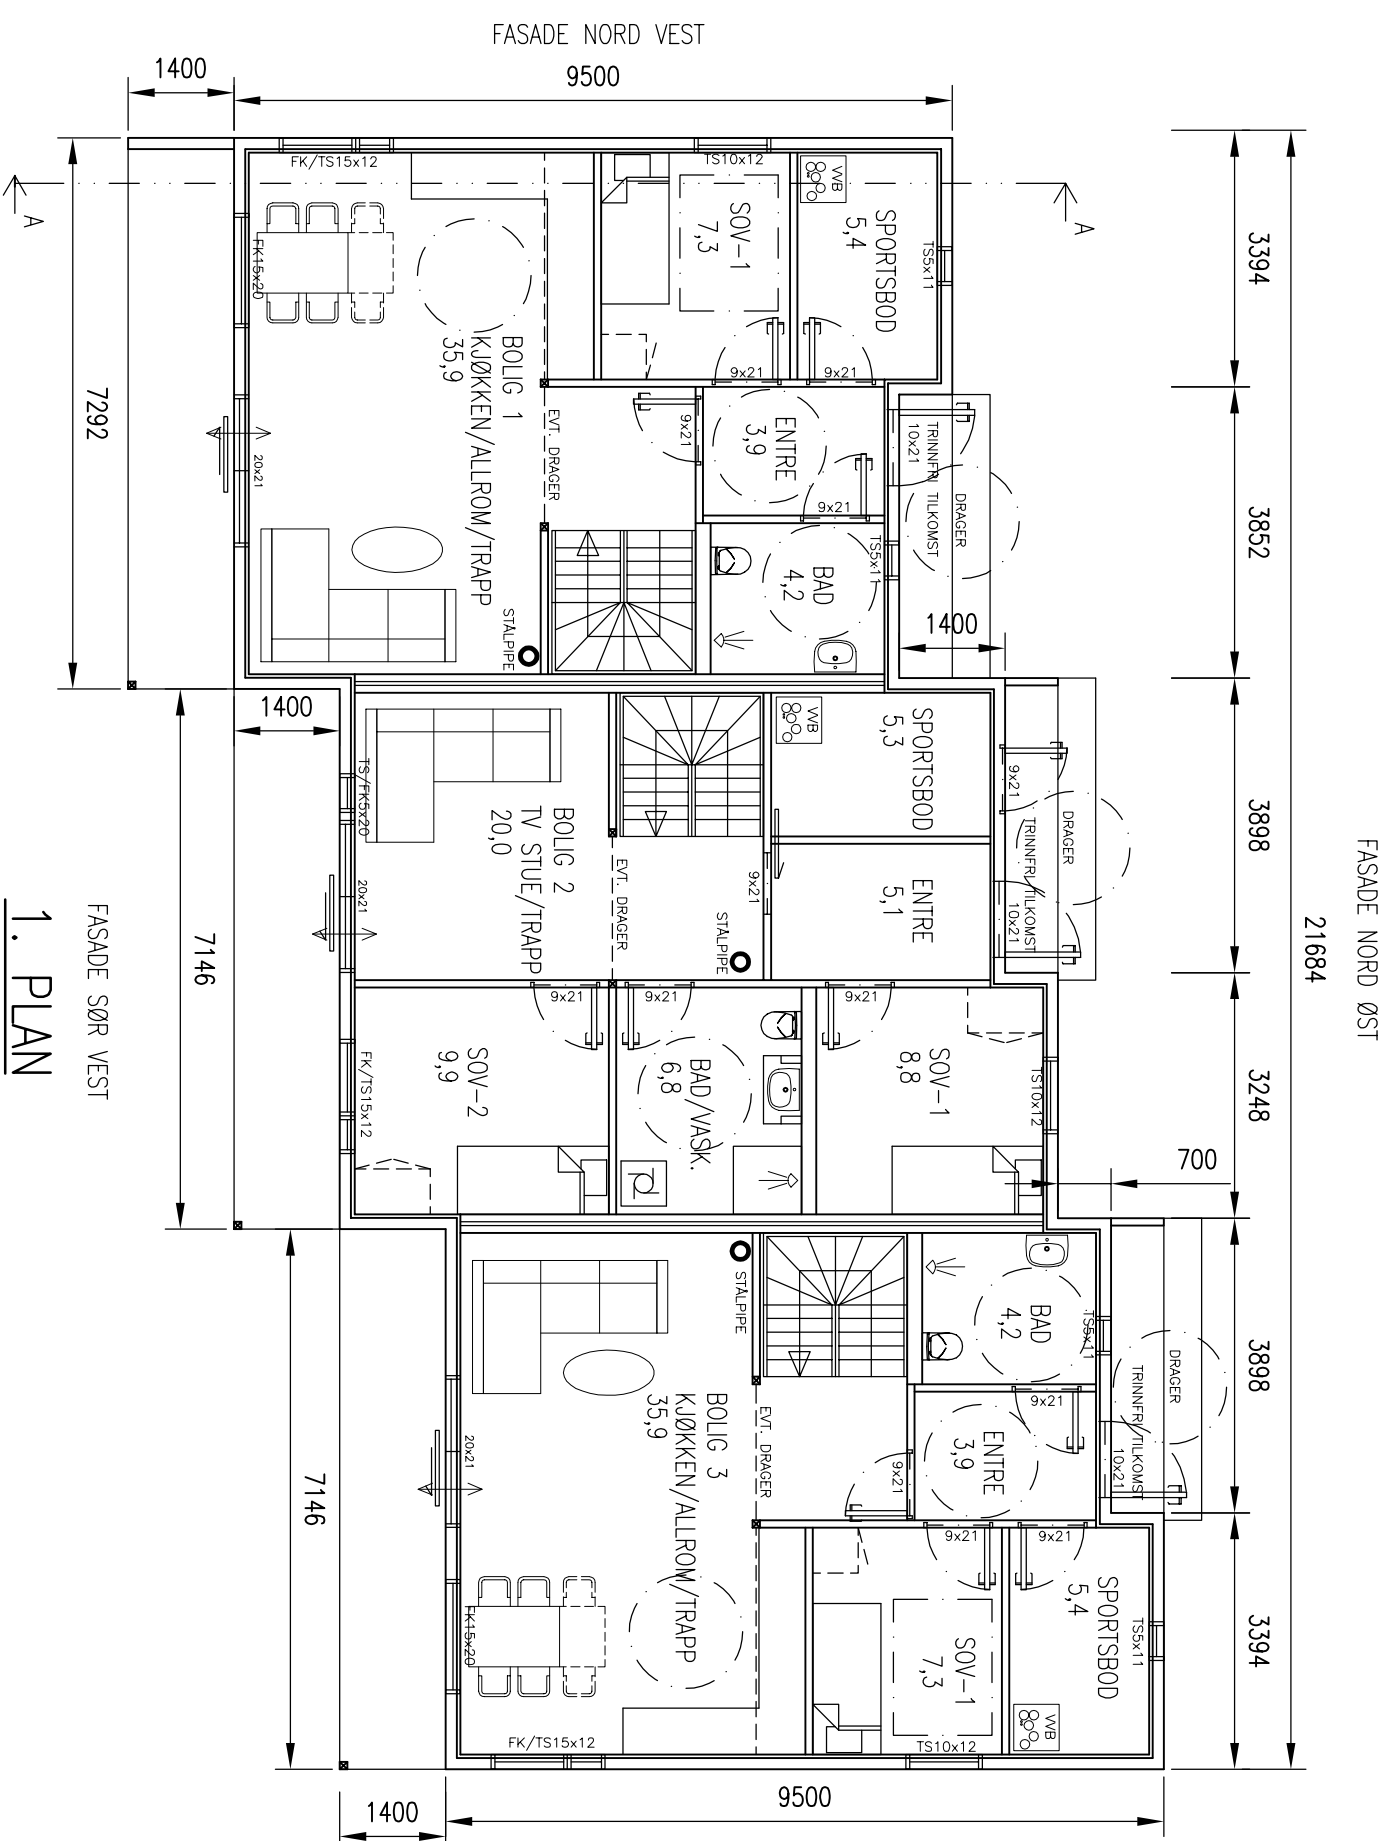 FASADE NORD VEST
1400
9500
FK/TS15x12
TS10x12
VVB
SPORTSBOD
5,4
TS5x11
SOV-1
7,3
A
A
3394
FK15x20
BOLIG 1
KJØKKEN/ALLROM/TRAPP
35,9
9x21
9x21
7292
20x21
EVT. DRAGER
9x21
ENTRE
3,9
9x21
10x21
TRINNFRI TILKOMST
DRAGER
3852
STÅLPIPE
BAD
4,2
TS5x11
1400
1400
SPORTSBOD
5,3
VVB
9x21
TRINNFRI TILKOMST
DRAGER
3898
TS/FK5x20
BOLIG 2
TV STUE/TRAPP
20,0
20x21
EVT. DRAGER
9x21
STÅLPIPE
ENTRE
5,1
10x21
FASADE NORD ØST
21684
7146
FASADE SØR VEST
1. PLAN
9x21
9x21
9x21
SOV-2
9,9
FK/TS15x12
BAD/VASK.
6,8
SOV-1
8,8
TS10x12
3248
700
STÅLPIPE
BAD
4,2
TS5x11
DRAGER
TRINNFRI TILKOMST
10x21
3898
BOLIG 3
KJØKKEN/ALLROM/TRAPP
35,9
EVT. DRAGER
20x21
9x21
ENTRE
3,9
9x21
7146
9x21
9x21
FK15x20
SOV-1
7,3
SPORTSBOD
5,4
TS5x11
VVB
3394
FK/TS15x12
TS10x12
9500
1400